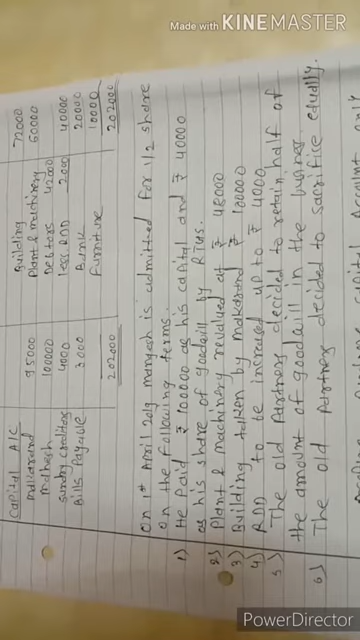 Made with KINEMASTER
Capital A/C
Makarand 95000 Building 72000
Mahesh 100000 Plant & machinery 60000
Sundry creditors 4000 Debtors 42000
Bills Payable 3000 less RDD 2000 40000
Bank 20000
Furniture 10000
202000 202000
On 1st April 2019 mangesh is admitted for 1/2 share
on the following terms.
1) He Paid ₹ 100000 as his capital and ₹ 40000
as his share of goodwill by RTGS.
2) Plant & machinery revalued at ₹ 48000
3) Building taken by makarand ₹ 100000
4) RDD to be increased up to ₹ 4000
5) The old Partners decided to retain half of
the amount of goodwill in the business
6) The old Partners decided to sacrifice equally.
PowerDirector